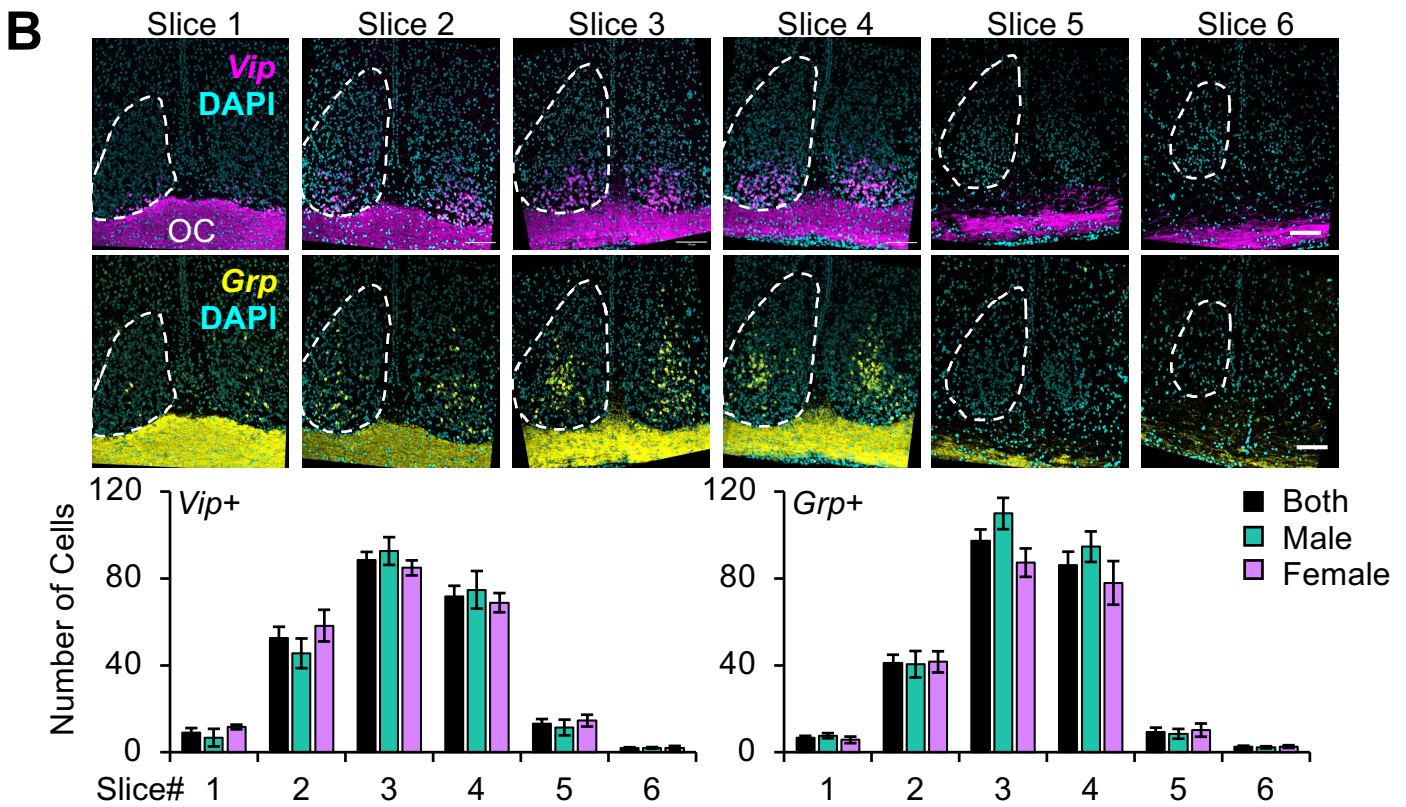 B
Slice 1 Slice 2 Slice 3 Slice 4 Slice 5 Slice 6
Vip
DAPI
OC
Grp
DAPI
Number of Cells
120
80
40
0
Vip+
Slice# 1 2 3 4 5 6
120
80
40
0
Grp+
1 2 3 4 5 6
Both
Male
Female